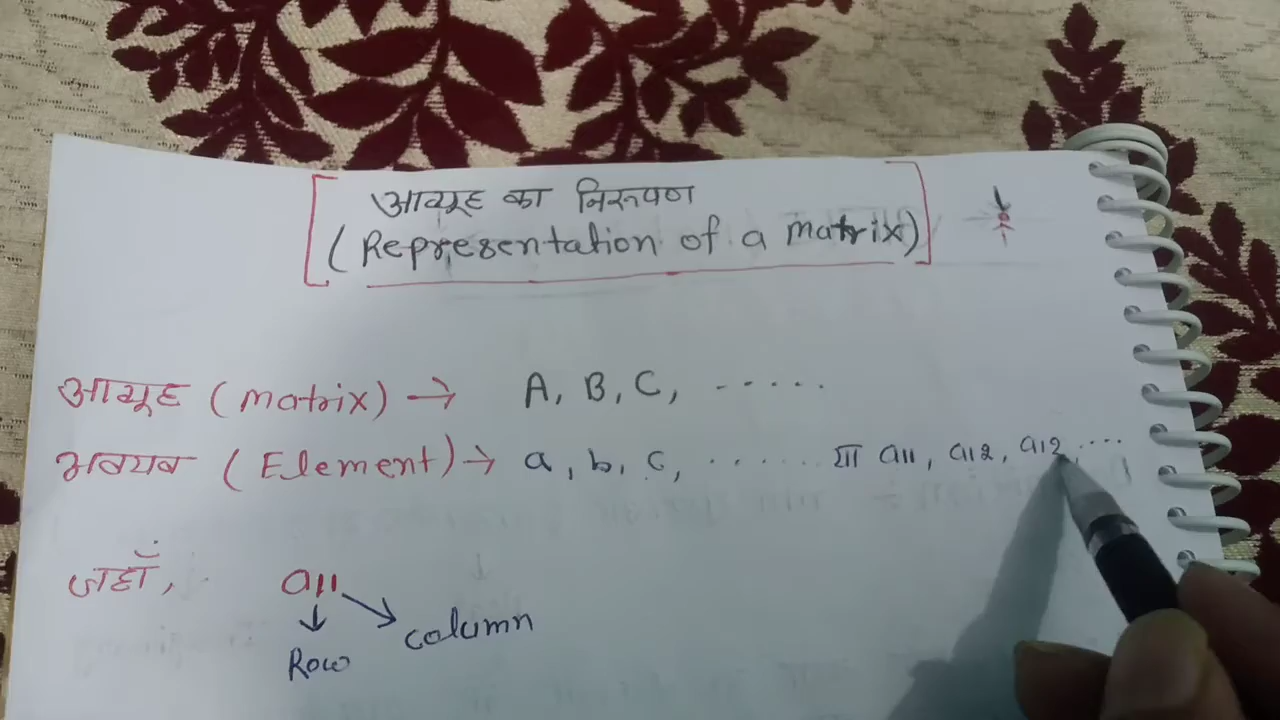 आव्यूह का निरूपण
(Representation of a matrix)
आव्यूह (matrix) → A, B, C, ......
अवयव (Element) → a, b, c, ...... या a11, a12, a12, ...
जहाँ, a11
↓ ↘ column
Row